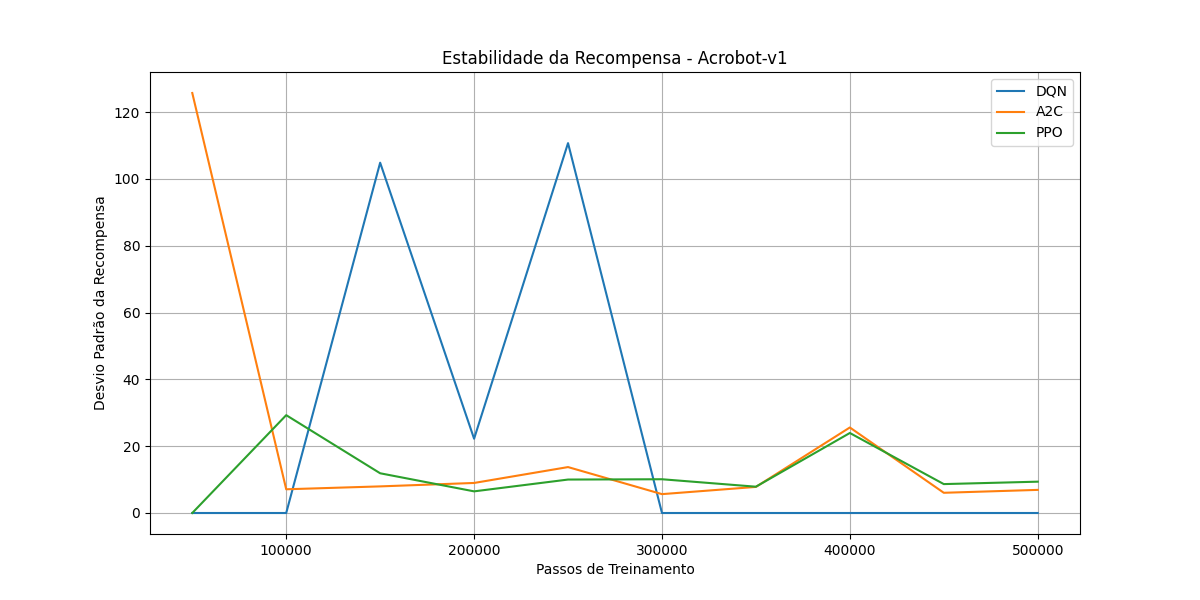 Estabilidade da Recompensa - Acrobot-v1
DQN
A2C
PPO
Desvio Padrão da Recompensa
120
100
80
60
40
20
0
100000
200000
300000
400000
500000
Passos de Treinamento